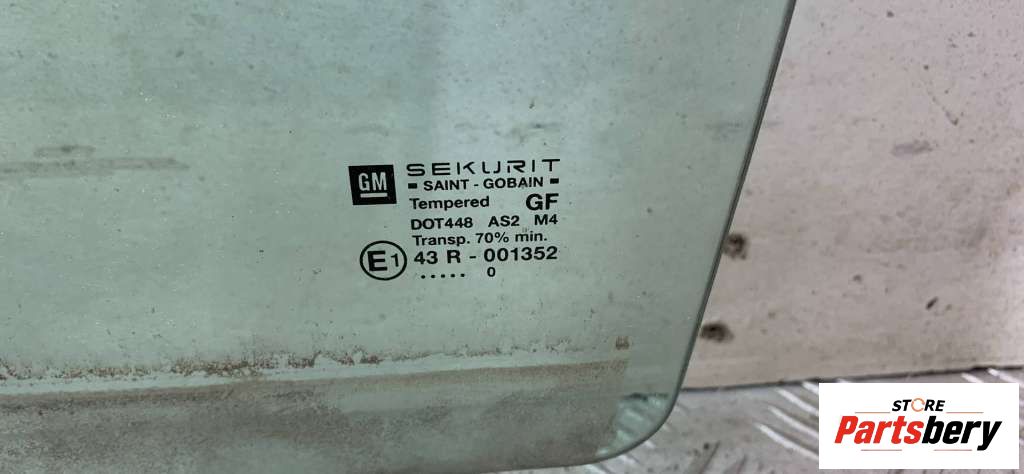 GM
SEKURIT
SAINT - GOBAIN
Tempered GF
DOT448 AS2 M4
Transp. 70% min.
E1 43 R - 001352
..... 0
STORE
Partsbery